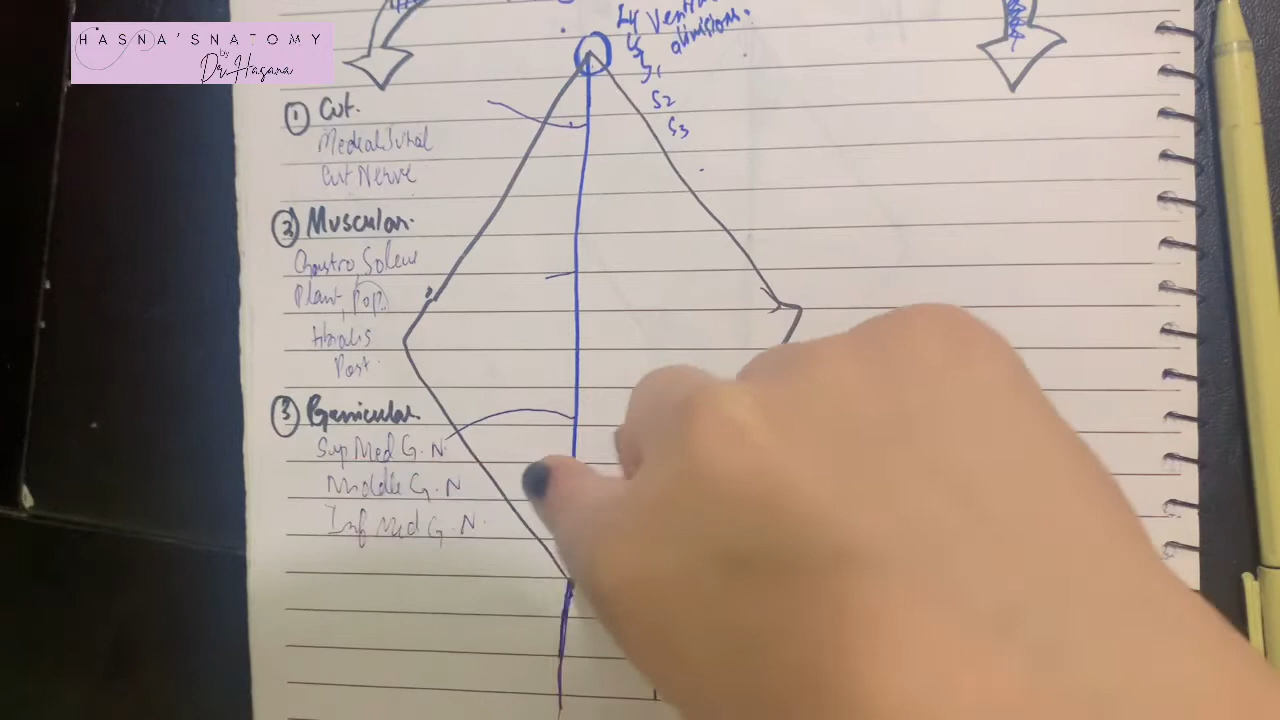 HASNA'SNATOMY
by
Dr. Hasana
L4 Ventral
L5 divisions.
S1
S2
S3
① Cut.
Medial Sural
Cut Nerve
② Muscular.
Gastro, Soleus
Plant, Pop.
tibialis
Post
③ Genicular
Sup Med G. N.
Middle G. N
Inf Med G. N.